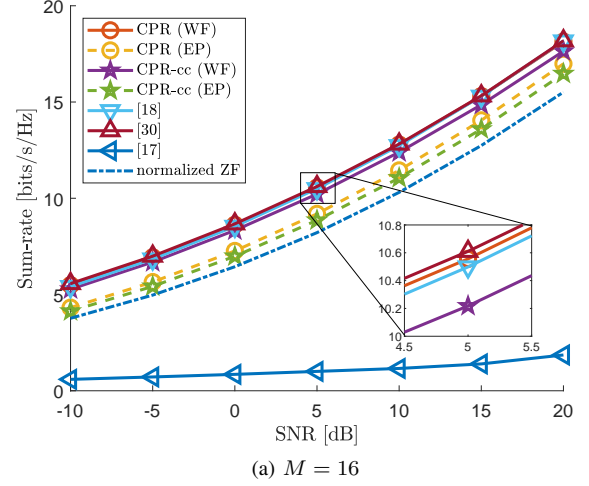 20
15
10
5
0
Sum-rate [bits/s/Hz]
CPR (WF)
CPR (EP)
CPR-cc (WF)
CPR-cc (EP)
[18]
[30]
[17]
normalized ZF
10.8
10.6
10.4
10.2
10
4.5 5 5.5
-10 -5 0 5 10 15 20
SNR [dB]
(a) M = 16